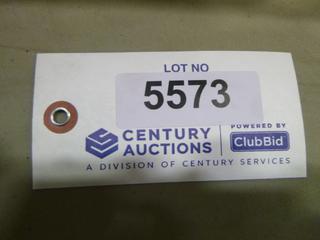 LOT NO
5573
CENTURY
AUCTIONS
POWERED BY
ClubBid
A DIVISION OF CENTURY SERVICES